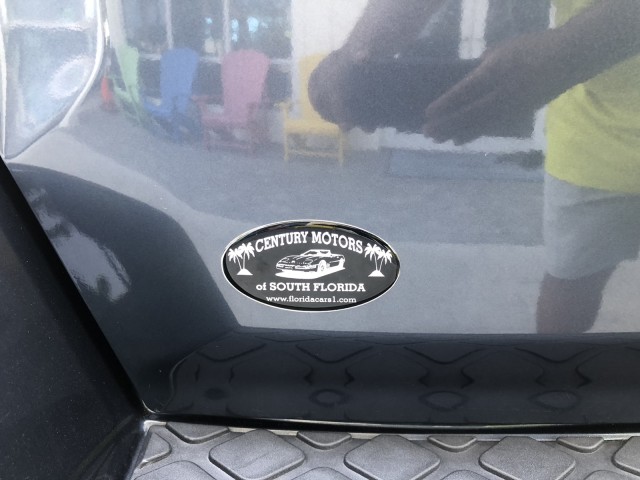 CENTURY MOTORS
of SOUTH FLORIDA
www.floridacars1.com